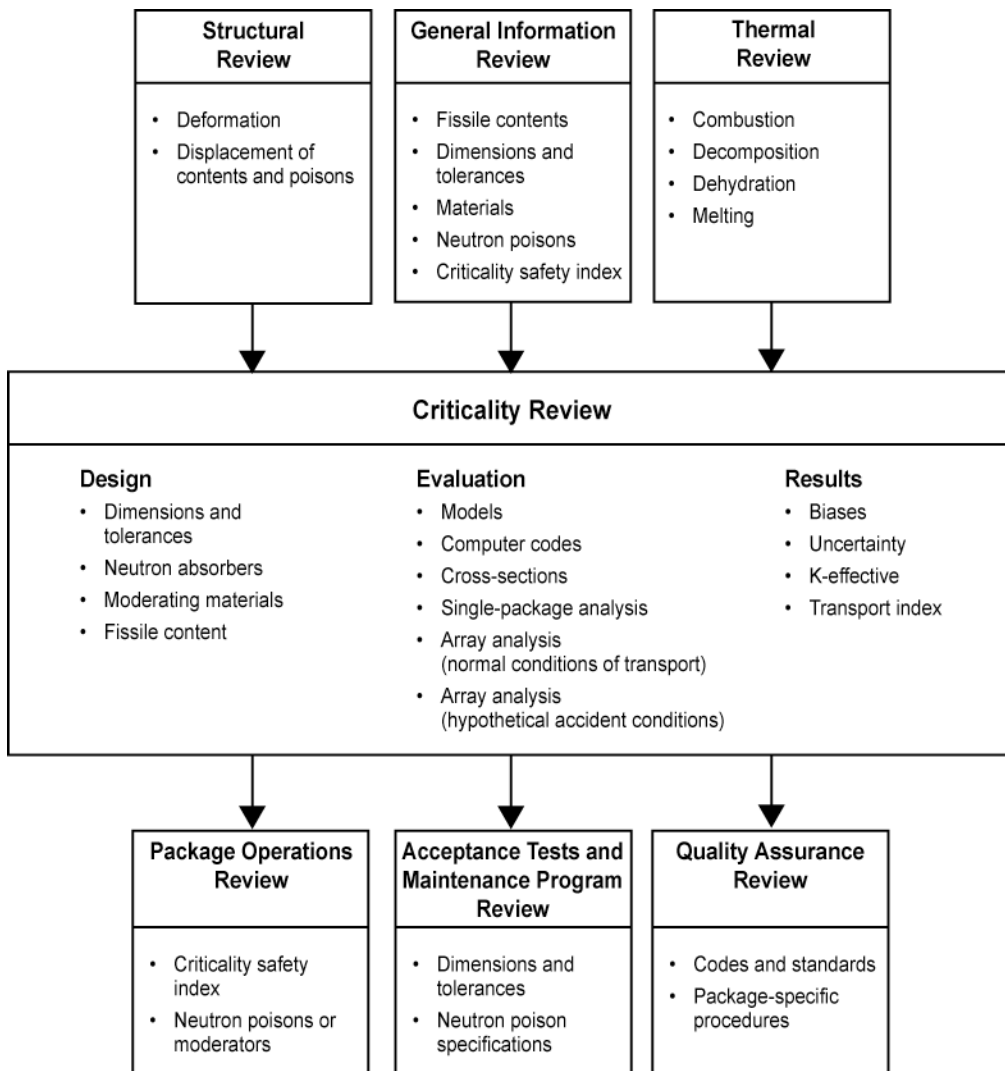 Structural
Review
• Deformation
• Displacement of
contents and poisons
General Information
Review
• Fissile contents
• Dimensions and
tolerances
• Materials
• Neutron poisons
• Criticality safety index
Thermal
Review
• Combustion
• Decomposition
• Dehydration
• Melting
Criticality Review
Design
• Dimensions and
tolerances
• Neutron absorbers
• Moderating materials
• Fissile content
Evaluation
• Models
• Computer codes
• Cross-sections
• Single-package analysis
• Array analysis
(normal conditions of transport)
• Array analysis
(hypothetical accident conditions)
Results
• Biases
• Uncertainty
• K-effective
• Transport index
Package Operations
Review
• Criticality safety
index
• Neutron poisons or
moderators
Acceptance Tests and
Maintenance Program
Review
• Dimensions and
tolerances
• Neutron poison
specifications
Quality Assurance
Review
• Codes and standards
• Package-specific
procedures